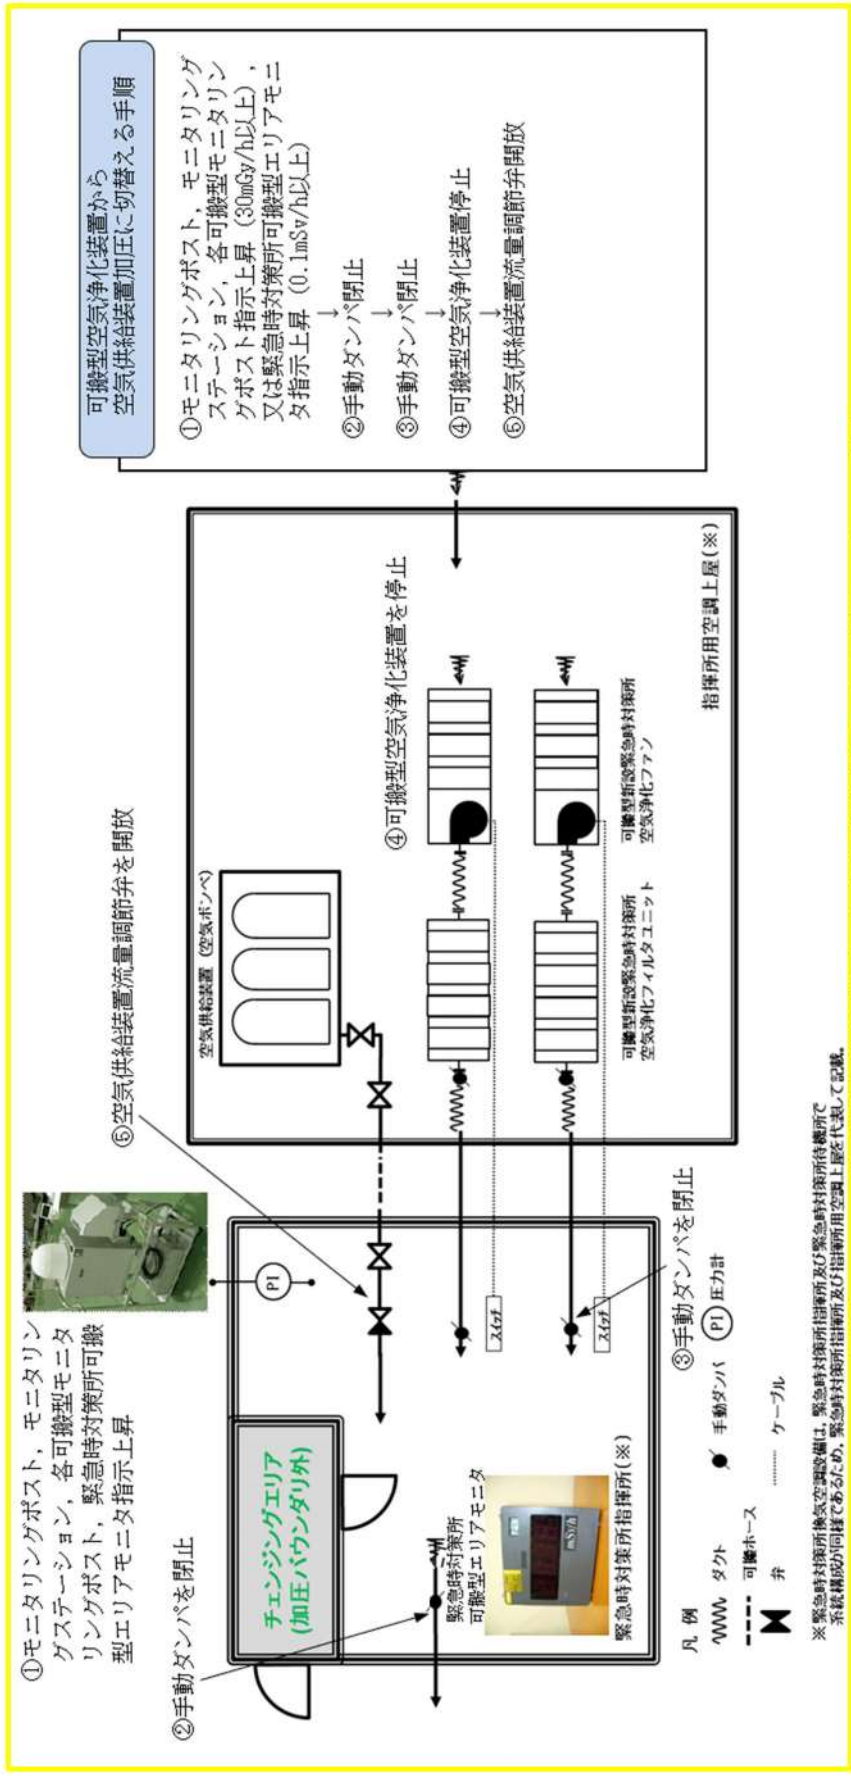 可搬型空気浄化装置から
空気供給装置加圧に切替える手順
①モニタリングポスト，モニタリング
ステーション，各可搬型モニタリン
グポスト指示上昇（30mGy/h以上），
又は緊急時対策所可搬型エリアモニ
タ指示上昇（0.1mSv/h以上）
↓
②手動ダンパ閉止
↓
③手動ダンパ閉止
↓
④可搬型空気浄化装置停止
↓
⑤空気供給装置流量調節弁開放
①モニタリングポスト，モニタリン
グステーション，各可搬型モニタ
リングポスト，緊急時対策所可搬
型エリアモニタ指示上昇
⑤空気供給装置流量調節弁を開放
空気供給装置（空気ボンベ）
④可搬型空気浄化装置を停止
PI
チェンジングエリア
(加圧バウンダリ外)
②手動ダンパを閉止
緊急時対策所
可搬型エリアモニタ
スイッチ
スイッチ
緊急時対策所指揮所(※)
③手動ダンパを閉止
可搬型新設緊急時対策所
空気浄化フィルタユニット
可搬型新設緊急時対策所
空気浄化ファン
指揮所用空調上屋(※)
凡 例
ダクト
手動ダンパ
PI 圧力計
可搬ホース
弁
ケーブル
※緊急時対策所換気空調設備は、緊急時対策所指揮所及び緊急時対策所待機所で
系統構成が同様であるため、緊急時対策所指揮所及び指揮所用空調上屋を代表して記載。